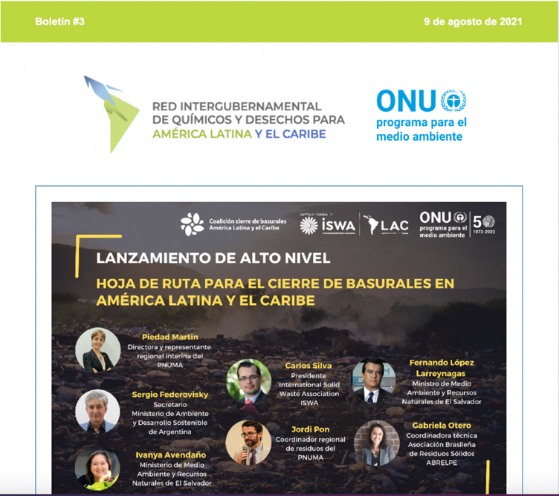 Boletín #3
9 de agosto de 2021
RED INTERGUBERNAMENTAL
DE QUÍMICOS Y DESECHOS PARA
AMÉRICA LATINA Y EL CARIBE
ONU
programa para el
medio ambiente
Coalición cierre de basurales
América Latina y el Caribe
ISWA
LAC
ONU
programa para el
medio ambiente
50
1972-2022
LANZAMIENTO DE ALTO NIVEL
HOJA DE RUTA PARA EL CIERRE DE BASURALES EN
AMÉRICA LATINA Y EL CARIBE
Piedad Martín
Directora y representante
regional interina del
PNUMA
Sergio Federovisky
Secretario
Ministerio de Ambiente
y Desarrollo Sostenible
de Argentina
Ivanya Avendaño
Ministerio de Medio
Ambiente y Recursos
Naturales de El Salvador
Carlos Silva
Presidente
International Solid
Waste Association
ISWA
Jordi Pon
Coordinador regional
de residuos del
PNUMA
Fernando López
Larreynagas
Ministro de Medio
Ambiente y Recursos
Naturales de El Salvador
Gabriela Otero
Coordinadora técnica
Asociación Brasileña
de Residuos Sólidos
ABRELPE